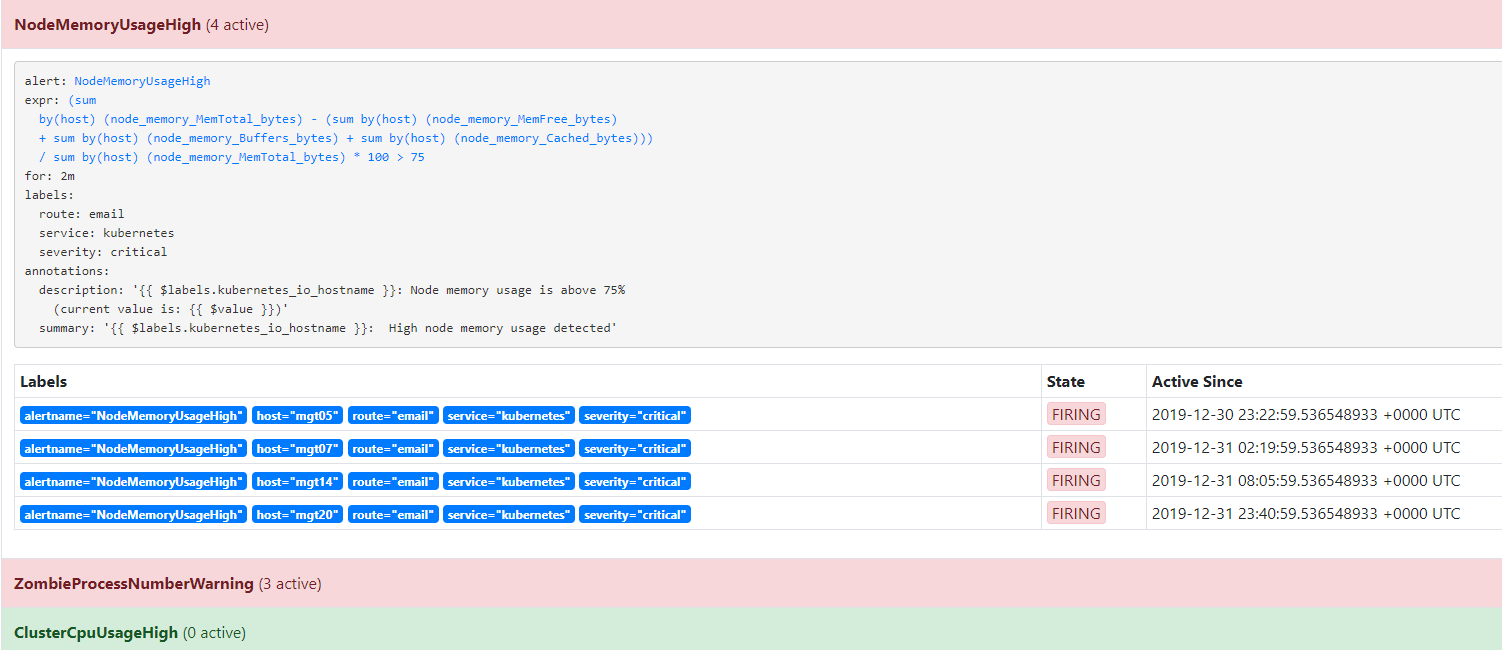 NodeMemoryUsageHigh (4 active)
alert: NodeMemoryUsageHigh
expr: (sum
by(host) (node_memory_MemTotal_bytes) - (sum by(host) (node_memory_MemFree_bytes)
+ sum by(host) (node_memory_Buffers_bytes) + sum by(host) (node_memory_Cached_bytes)))
/ sum by(host) (node_memory_MemTotal_bytes) * 100 > 75
for: 2m
labels:
route: email
service: kubernetes
severity: critical
annotations:
description: '{{ $labels.kubernetes_io_hostname }}: Node memory usage is above 75%
(current value is: {{ $value }})'
summary: '{{ $labels.kubernetes_io_hostname }}:  High node memory usage detected'
Labels State Active Since
alertname="NodeMemoryUsageHigh" host="mgt05" route="email" service="kubernetes" severity="critical" FIRING 2019-12-30 23:22:59.536548933 +0000 UTC
alertname="NodeMemoryUsageHigh" host="mgt07" route="email" service="kubernetes" severity="critical" FIRING 2019-12-31 02:19:59.536548933 +0000 UTC
alertname="NodeMemoryUsageHigh" host="mgt14" route="email" service="kubernetes" severity="critical" FIRING 2019-12-31 08:05:59.536548933 +0000 UTC
alertname="NodeMemoryUsageHigh" host="mgt20" route="email" service="kubernetes" severity="critical" FIRING 2019-12-31 23:40:59.536548933 +0000 UTC
ZombieProcessNumberWarning (3 active)
ClusterCpuUsageHigh (0 active)